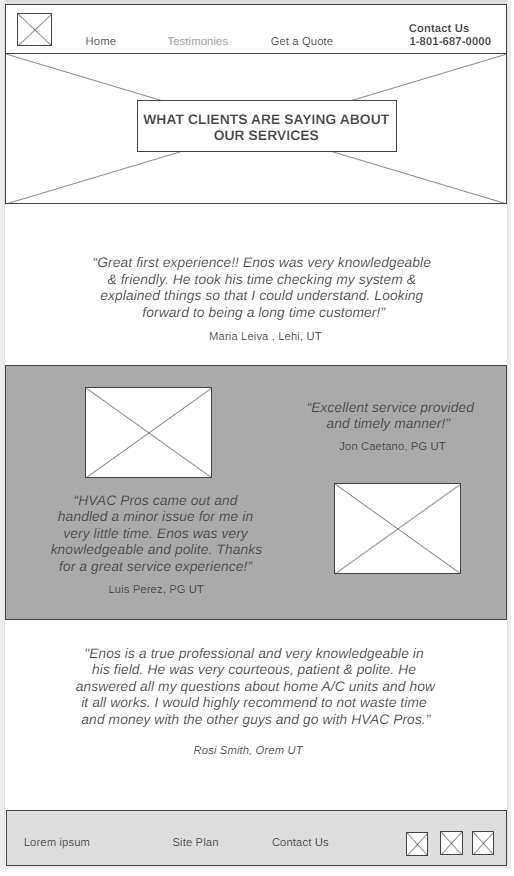 Home
Testimonies
Get a Quote
Contact Us
1-801-687-0000
WHAT CLIENTS ARE SAYING ABOUT
OUR SERVICES
“Great first experience!! Enos was very knowledgeable
& friendly. He took his time checking my system &
explained things so that I could understand. Looking
forward to being a long time customer!”
Maria Leiva , Lehi, UT
“Excellent service provided
and timely manner!”
Jon Caetano, PG UT
“HVAC Pros came out and
handled a minor issue for me in
very little time. Enos was very
knowledgeable and polite. Thanks
for a great service experience!”
Luis Perez, PG UT
"Enos is a true professional and very knowledgeable in
his field. He was very courteous, patient & polite. He
answered all my questions about home A/C units and how
it all works. I would highly recommend to not waste time
and money with the other guys and go with HVAC Pros.”
Rosi Smith, Orem UT
Lorem ipsum
Site Plan
Contact Us